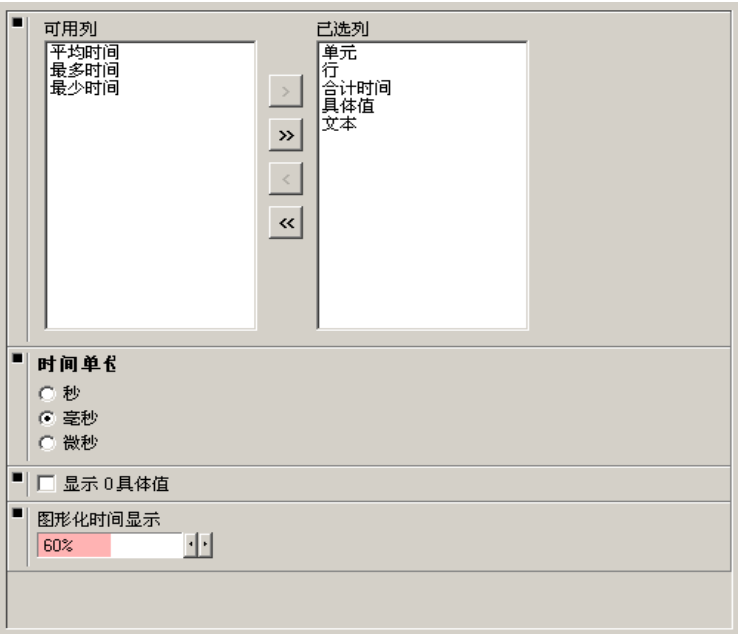 可用列
平均时间
最多时间
最少时间
>
>>
<
<<
已选列
单元
行
合计时间
具体值
文本
时间单位
秒
毫秒
微秒
显示 0 具体值
图形化时间显示
60%